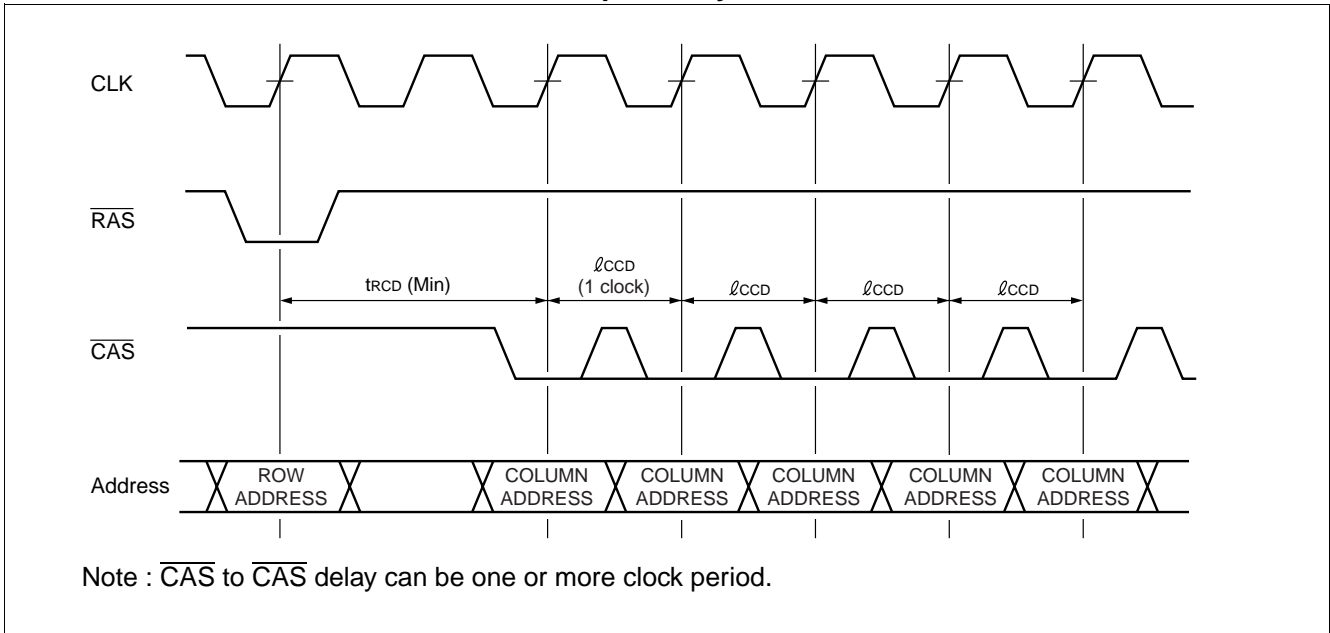 CLK
RAS
tRCD (Min)
ℓCCD
(1 clock)
ℓCCD
ℓCCD
ℓCCD
CAS
Address
ROW
ADDRESS
COLUMN
ADDRESS
COLUMN
ADDRESS
COLUMN
ADDRESS
COLUMN
ADDRESS
COLUMN
ADDRESS
Note : CAS to CAS delay can be one or more clock period.